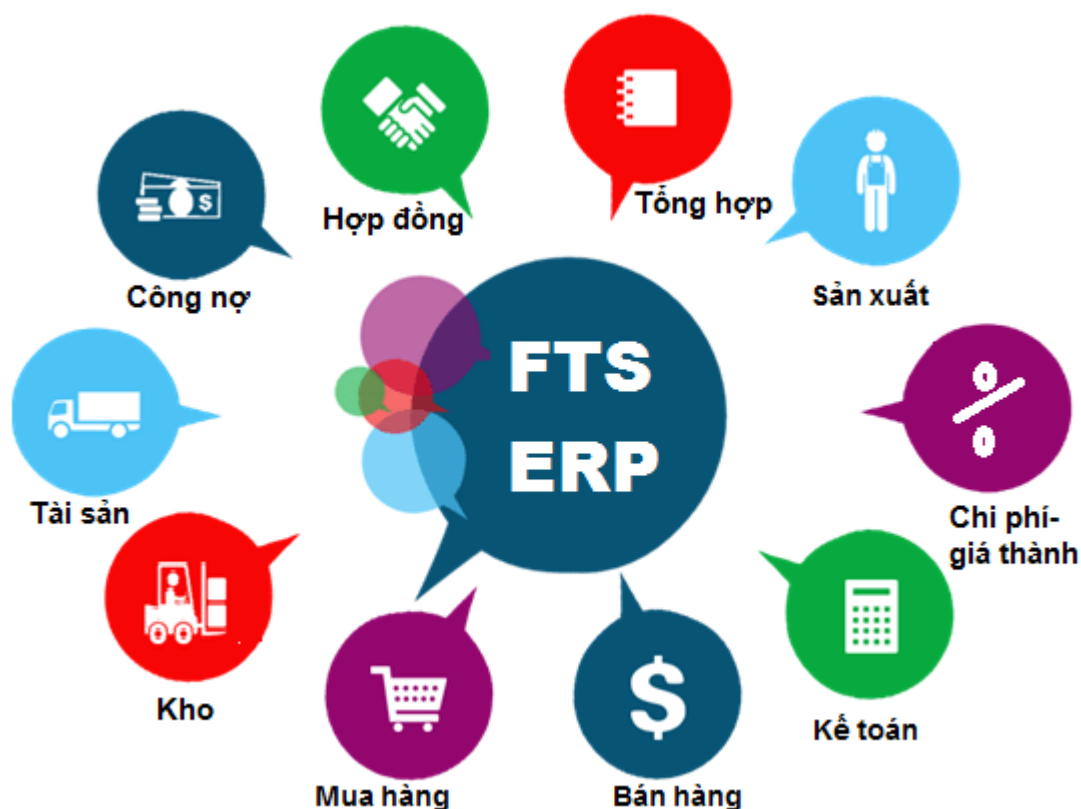 Hợp đồng
Tổng hợp
Công nợ
Sản xuất
FTS
ERP
Tài sản
Chi phí-
giá thành
Kho
Kế toán
Mua hàng
Bán hàng
$
$